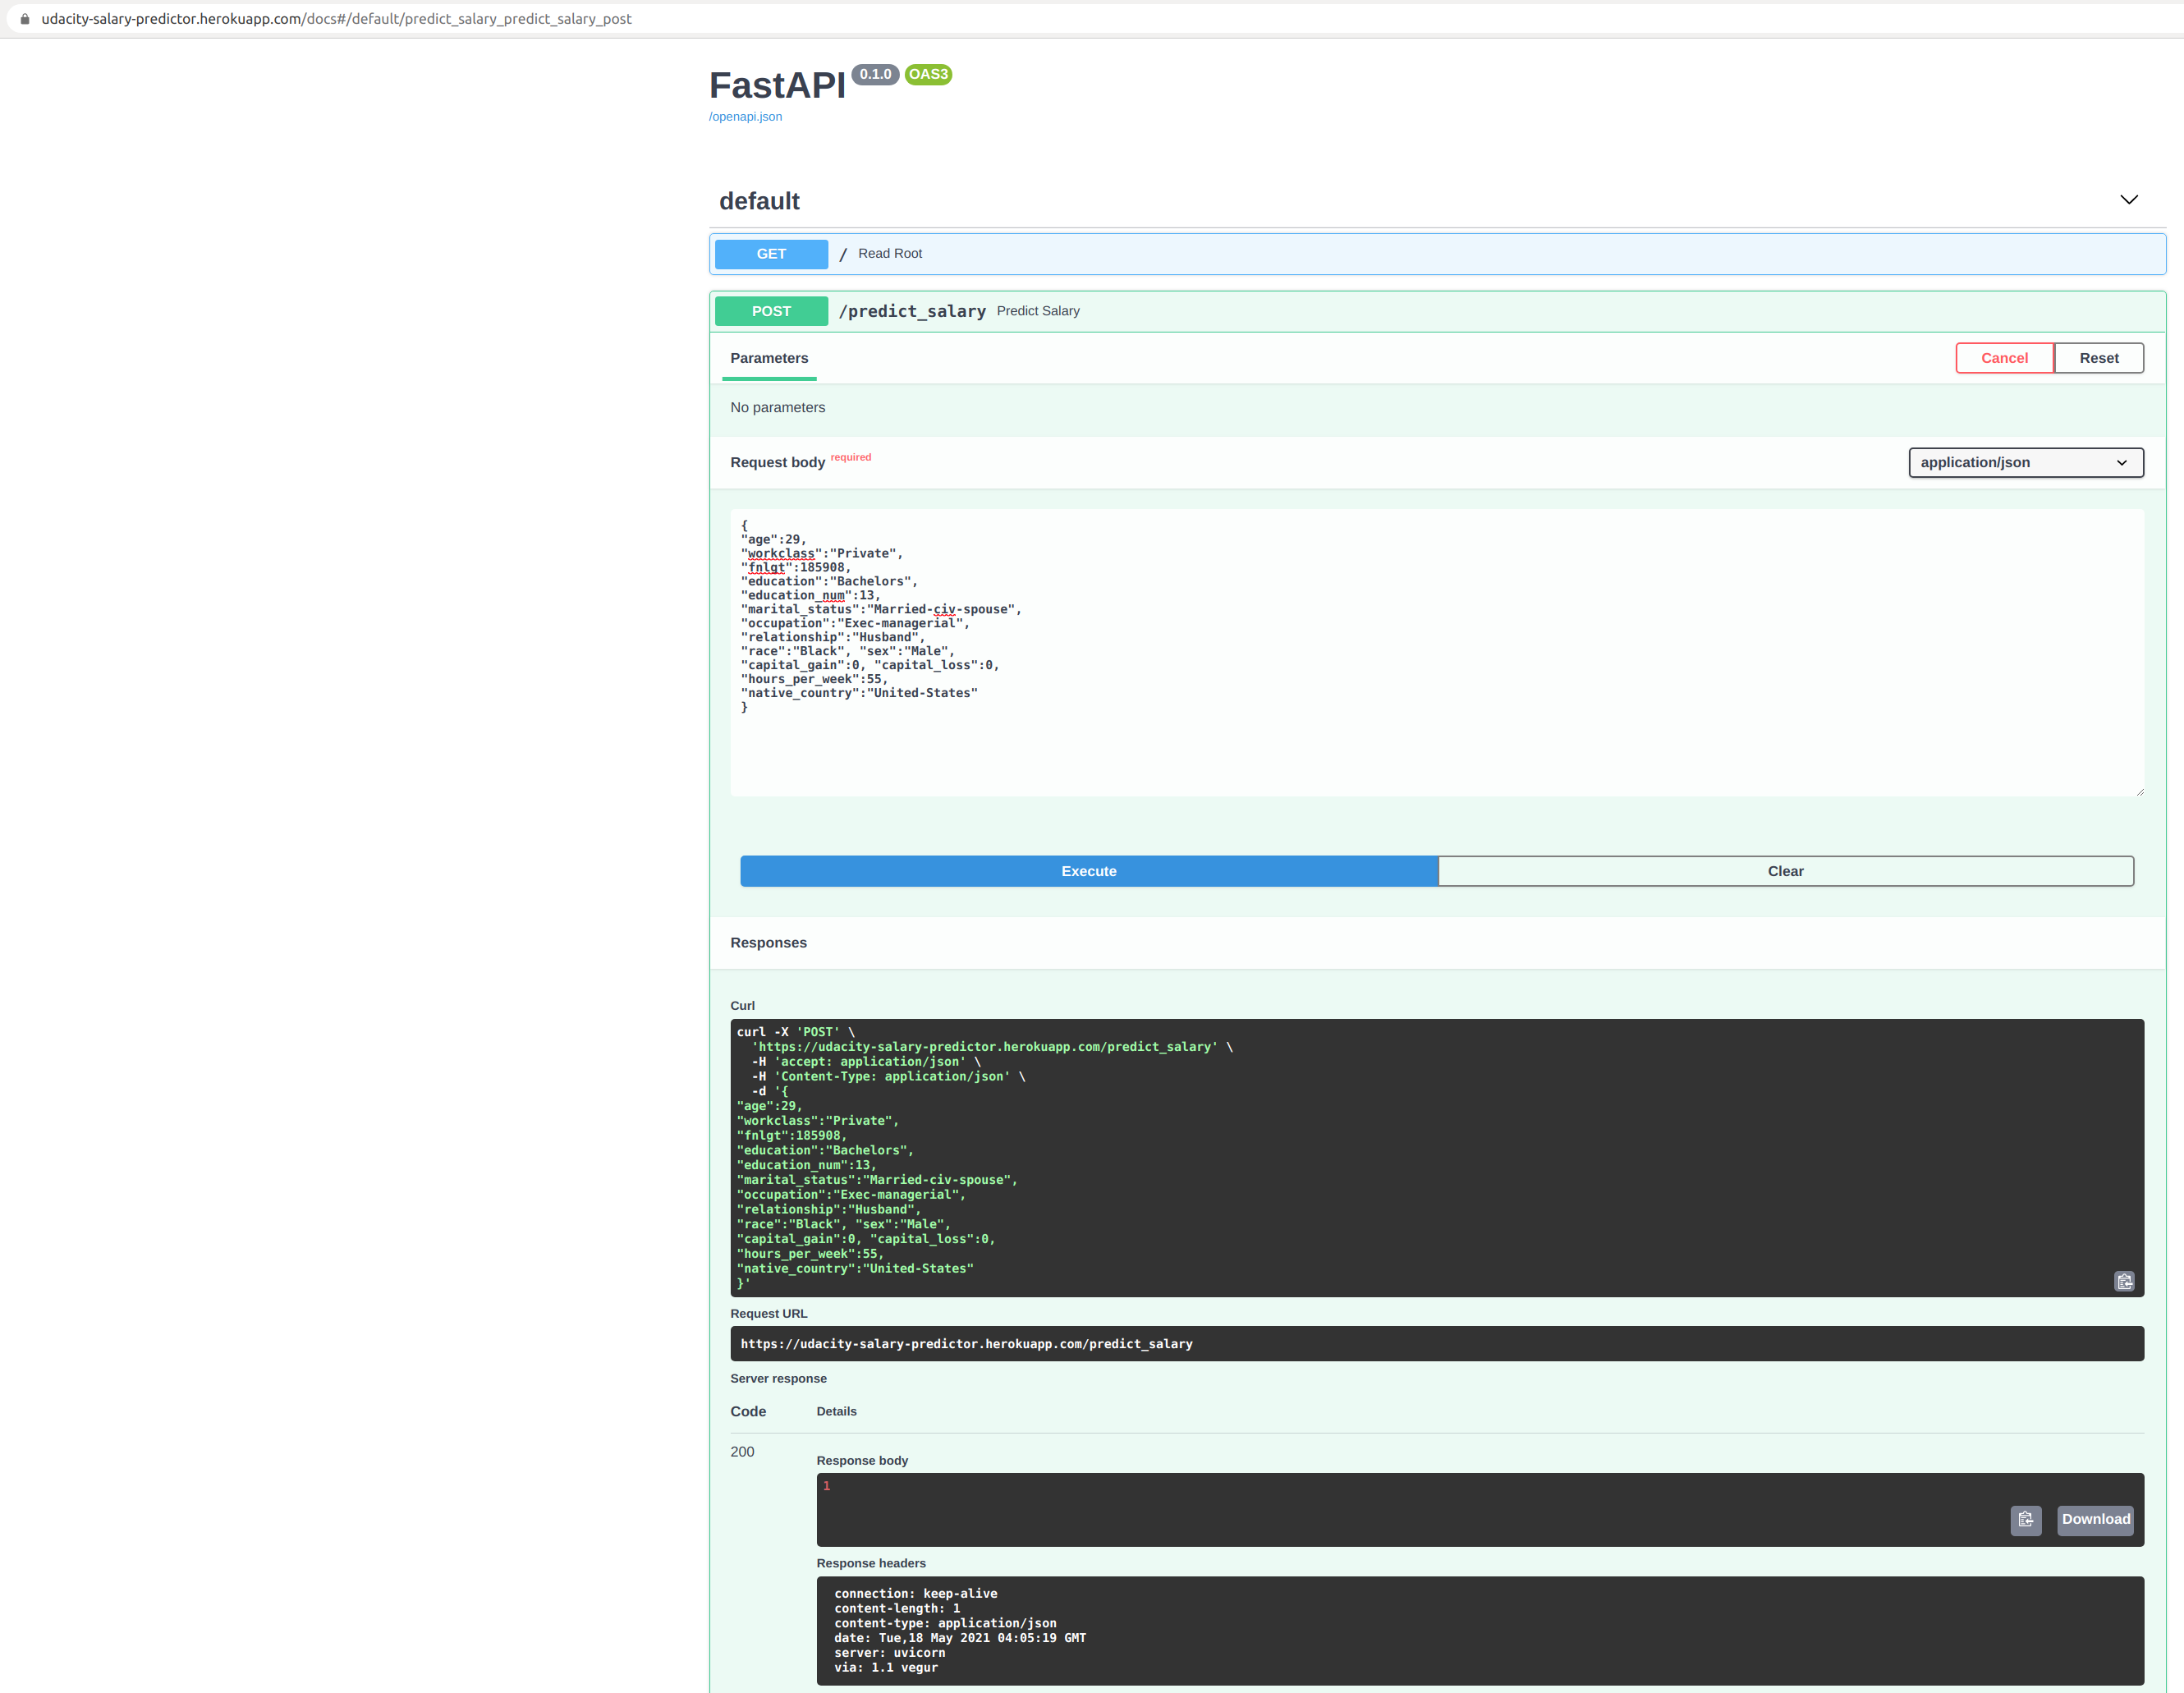 udacity-salary-predictor.herokuapp.com/docs#/default/predict_salary_predict_salary_post
FastAPI 0.1.0 OAS3
/openapi.json
default
GET / Read Root
POST /predict_salary Predict Salary
Parameters Cancel Reset
No parameters
Request body required application/json
{
"age":29,
"workclass":"Private",
"fnlgt":185908,
"education":"Bachelors",
"education_num":13,
"marital_status":"Married-civ-spouse",
"occupation":"Exec-managerial",
"relationship":"Husband",
"race":"Black", "sex":"Male",
"capital_gain":0, "capital_loss":0,
"hours_per_week":55,
"native_country":"United-States"
}
Execute Clear
Responses
Curl
curl -X 'POST' \
'https://udacity-salary-predictor.herokuapp.com/predict_salary' \
-H 'accept: application/json' \
-H 'Content-Type: application/json' \
-d '{
"age":29,
"workclass":"Private",
"fnlgt":185908,
"education":"Bachelors",
"education_num":13,
"marital_status":"Married-civ-spouse",
"occupation":"Exec-managerial",
"relationship":"Husband",
"race":"Black", "sex":"Male",
"capital_gain":0, "capital_loss":0,
"hours_per_week":55,
"native_country":"United-States"
}'
Request URL
https://udacity-salary-predictor.herokuapp.com/predict_salary
Server response
Code Details
200
Response body
1
Download
Response headers
connection: keep-alive
content-length: 1
content-type: application/json
date: Tue,18 May 2021 04:05:19 GMT
server: uvicorn
via: 1.1 vegur